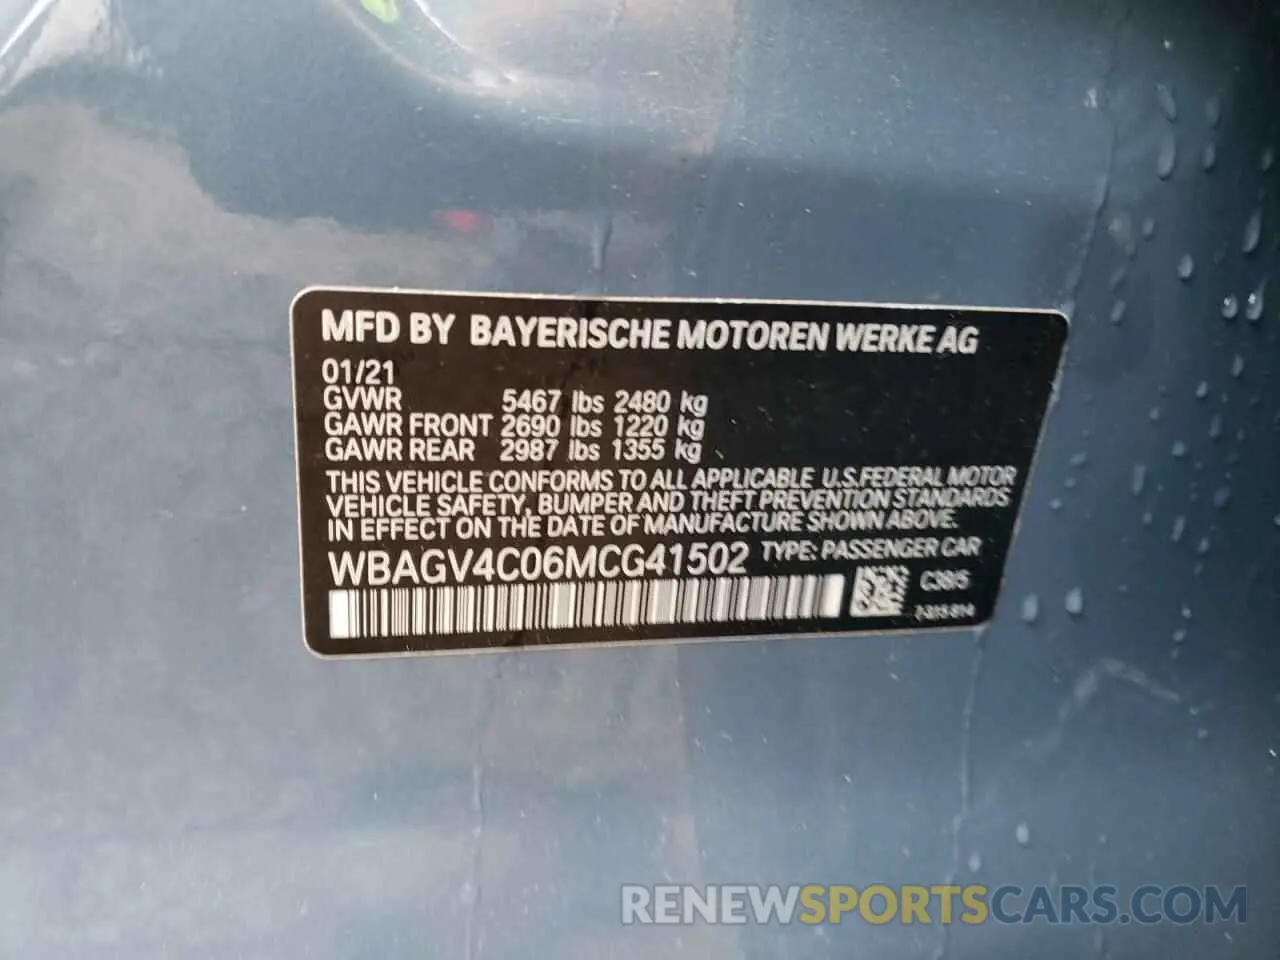 MFD BY BAYERISCHE MOTOREN WERKE AG
01/21
GVWR 5467 lbs 2480 kg
GAWR FRONT 2690 lbs 1220 kg
GAWR REAR 2987 lbs 1355 kg
THIS VEHICLE CONFORMS TO ALL APPLICABLE U.S.FEDERAL MOTOR
VEHICLE SAFETY, BUMPER AND THEFT PREVENTION STANDARDS
IN EFFECT ON THE DATE OF MANUFACTURE SHOWN ABOVE.
WBAGV4C06MCG41502 TYPE: PASSENGER CAR
C38/5
RENEWSPORTSCARS.COM